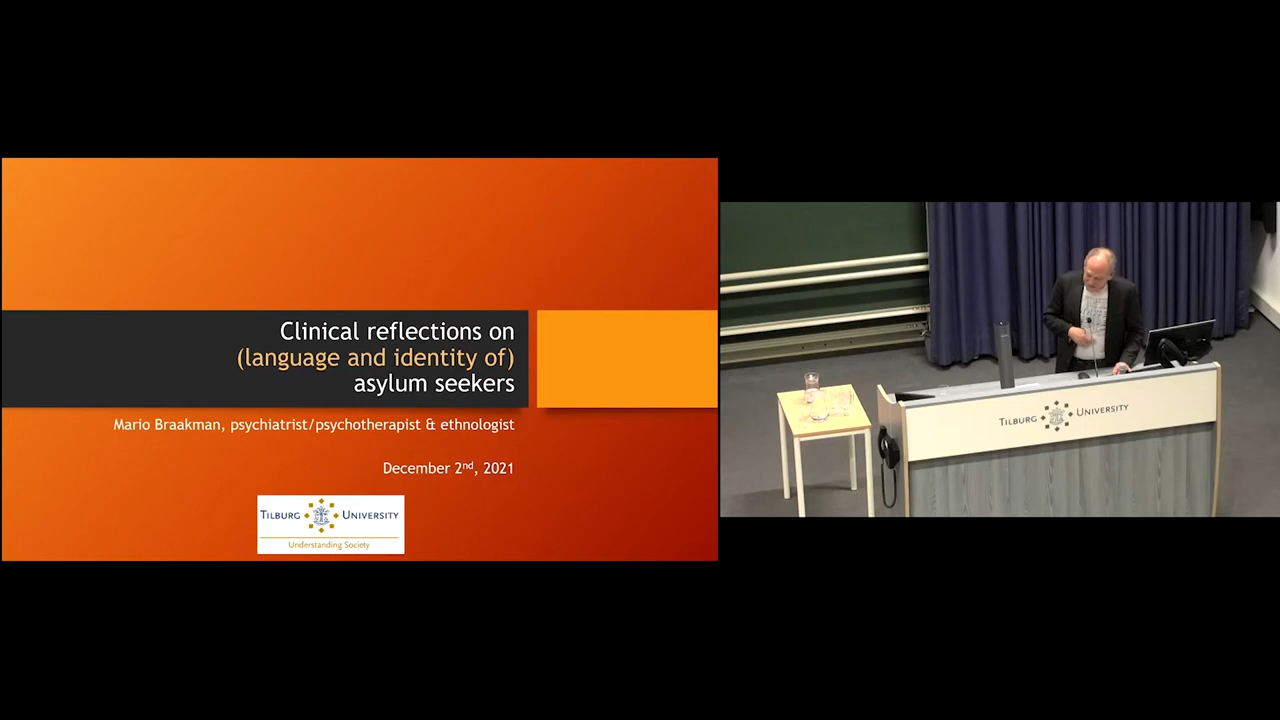 Clinical reflections on
(language and identity of)
asylum seekers
Mario Braakman, psychiatrist/psychotherapist & ethnologist
December 2nd, 2021
TILBURG UNIVERSITY
Understanding Society
TILBURG UNIVERSITY